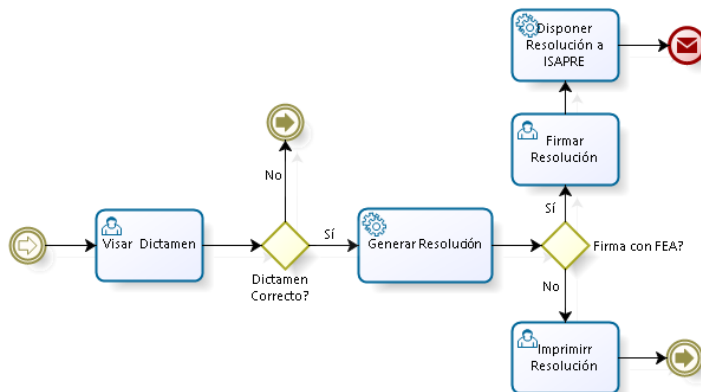 Disponer
Resolución a
ISAPRE
No
Firmar
Resolución
Sí
Visar Dictamen
Sí
Generar Resolución
Firma con FEA?
Dictamen
Correcto?
No
Imprimirr
Resolución